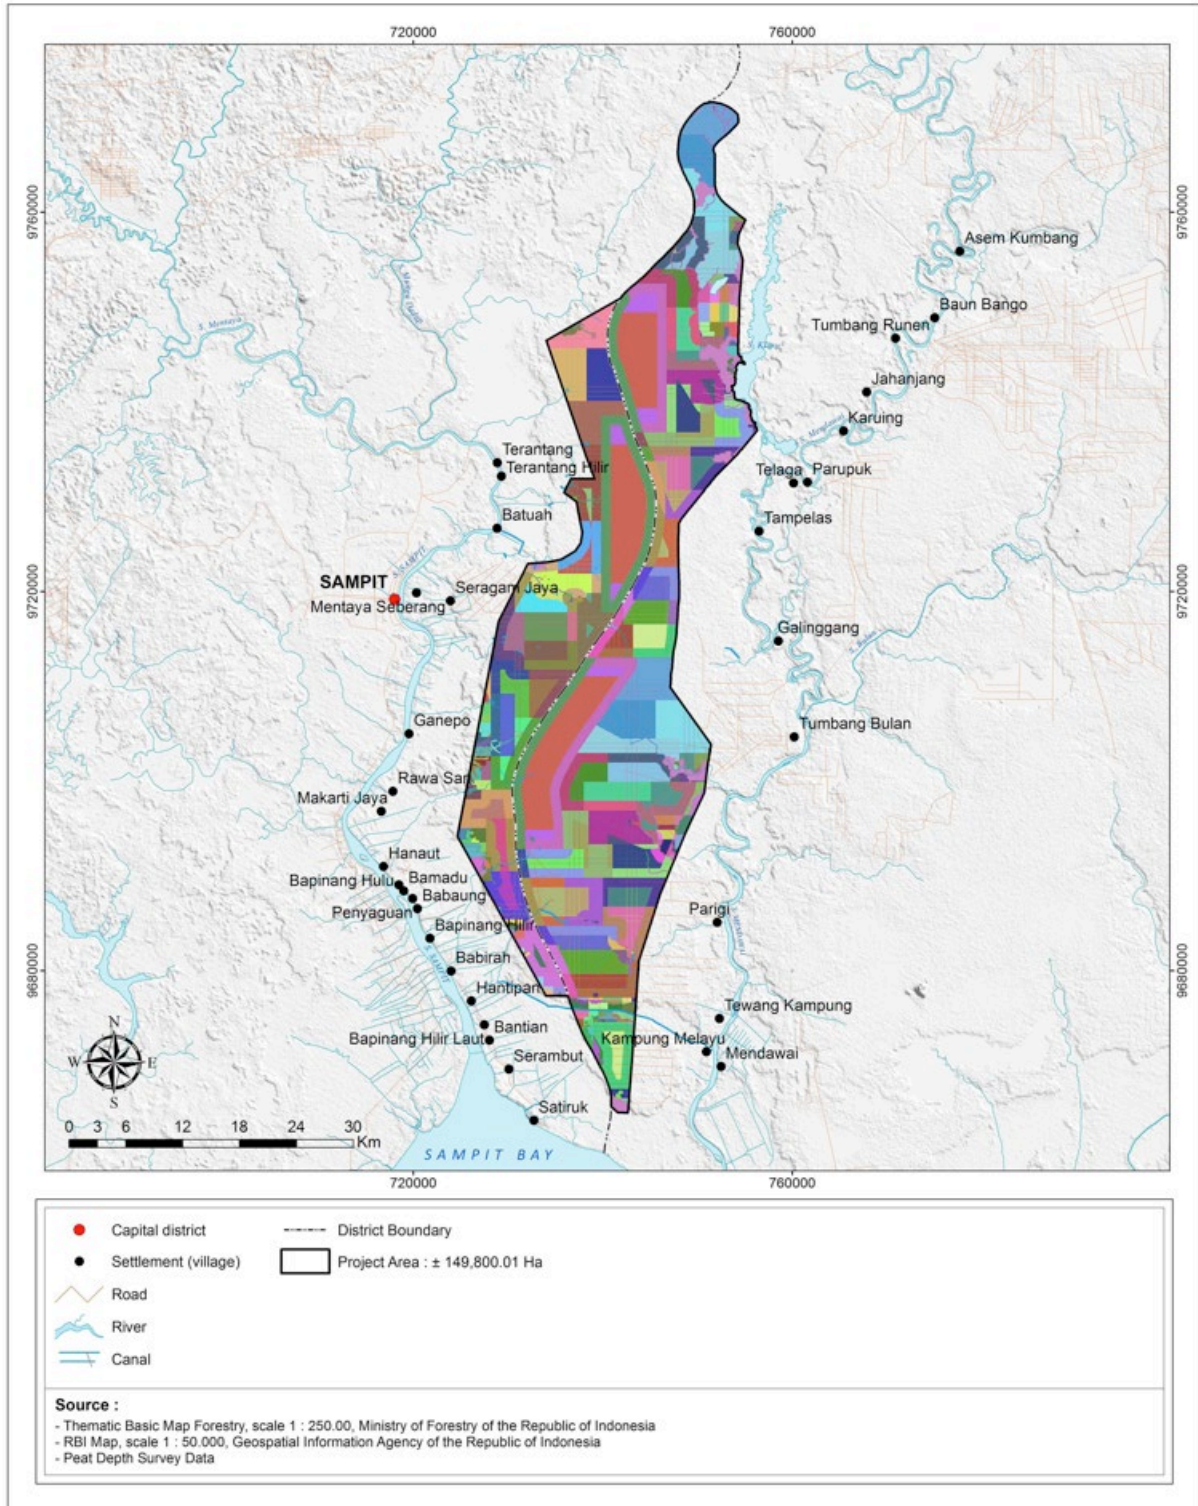 720000
760000
9760000
9760000
Asem Kumbang
S. Mentaya
Baun Bango
Tumbang Runen
Jahanjang
Karuing
Terantang
Terantang Hilir
Telaga
Parupuk
Batuah
Tampelas
S. SAMPIT
SAMPIT
Seragam Jaya
Mentaya Seberang
9720000
9720000
Galinggang
Ganepo
Tumbang Bulan
Rawa Sari
Makarti Jaya
Hanaut
Bapinang Hulu
Bamadu
Babaung
Penyaguan
Parigi
Bapinang Hilir
S. SAMPIT
Babirah
9680000
9680000
Hantipan
Tewang Kampung
Bantian
Bapinang Hilir Laut
Kampung Melayu
Mendawai
Serambut
Satiruk
N
W
E
S
0 3 6 12 18 24 30
Km
SAMPIT BAY
720000
760000
Capital district
District Boundary
Settlement (village)
Project Area : ± 149,800.01 Ha
Road
River
Canal
Source :
- Thematic Basic Map Forestry, scale 1 : 250.00, Ministry of Forestry of the Republic of Indonesia
- RBI Map, scale 1 : 50.000, Geospatial Information Agency of the Republic of Indonesia
- Peat Depth Survey Data